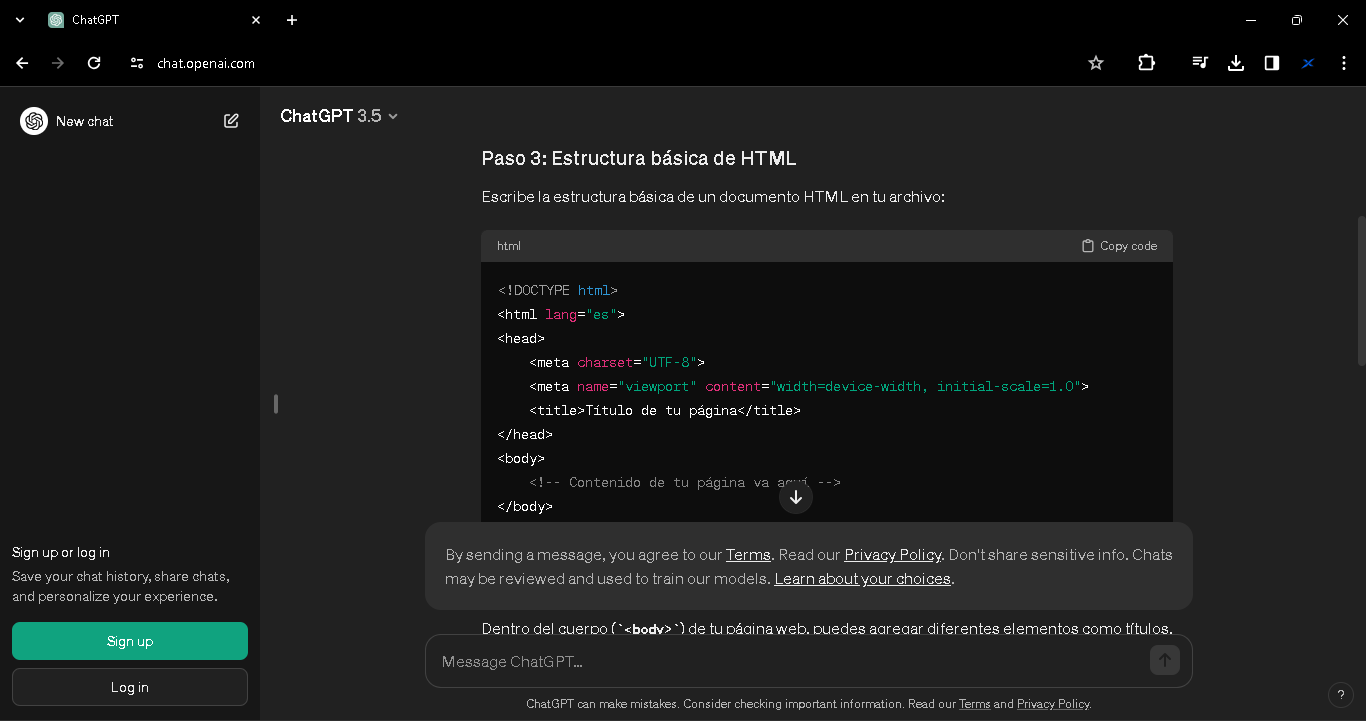 ChatGPT
chat.openai.com
New chat
ChatGPT 3.5
Paso 3: Estructura básica de HTML
Escribe la estructura básica de un documento HTML en tu archivo:
html
Copy code
<!DOCTYPE html>
<html lang="es">
<head>
<meta charset="UTF-8">
<meta name="viewport" content="width=device-width, initial-scale=1.0">
<title>Título de tu página</title>
</head>
<body>
<!-- Contenido de tu página va aquí -->
</body>
By sending a message, you agree to our Terms. Read our Privacy Policy. Don't share sensitive info. Chats
may be reviewed and used to train our models. Learn about your choices.
Dentro del cuerpo (`<body>`) de tu página web, puedes agregar diferentes elementos como títulos,
Message ChatGPT...
ChatGPT can make mistakes. Consider checking important information. Read our Terms and Privacy Policy.
?
Sign up or log in
Save your chat history, share chats,
and personalize your experience.
Sign up
Log in